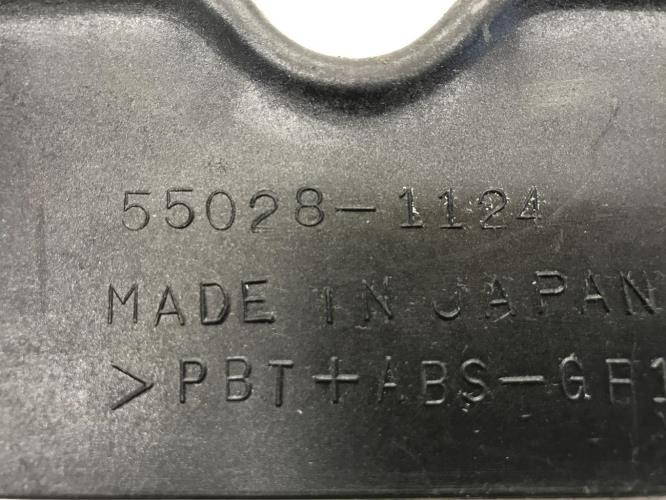 55028-1124
MADE IN JAPAN
>PBT+ABS-GF1